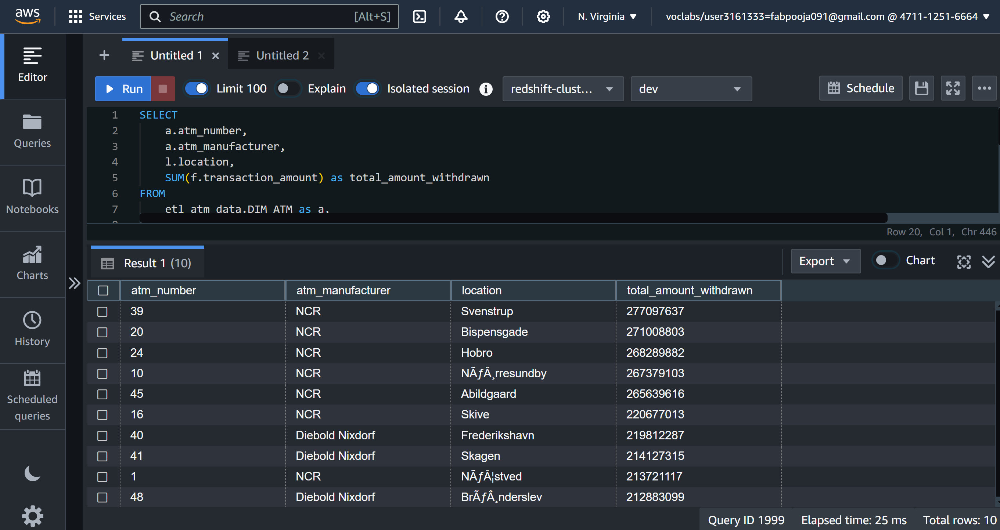 aws Services Search [Alt+S] N. Virginia voclabs/user3161333=fabpooja091@gmail.com @ 4711-1251-6664
Editor
Queries
Notebooks
Charts
History
Scheduled
queries
Untitled 1
Untitled 2
Run Limit 100 Explain Isolated session redshift-clust... dev Schedule
1 SELECT
2 a.atm_number,
3 a.atm_manufacturer,
4 l.location,
5 SUM(f.transaction_amount) as total_amount_withdrawn
6 FROM
7 etl_atm_data.DIM_ATM as a,
Row 20, Col 1, Chr 446
Result 1 (10) Export Chart
atm_number atm_manufacturer location total_amount_withdrawn
39 NCR Svenstrup 277097637
20 NCR Bispensgade 271008803
24 NCR Hobro 268289882
10 NCR NÃƒÂ¸rresundby 267379103
45 NCR Abildgaard 265639616
16 NCR Skive 220677013
40 Diebold Nixdorf Frederikshavn 219812287
41 Diebold Nixdorf Skagen 214127315
1 NCR NÃƒÂ¦stved 213721117
48 Diebold Nixdorf BrÃƒÂ¸nderslev 212883099
Query ID 1999 Elapsed time: 25 ms Total rows: 10